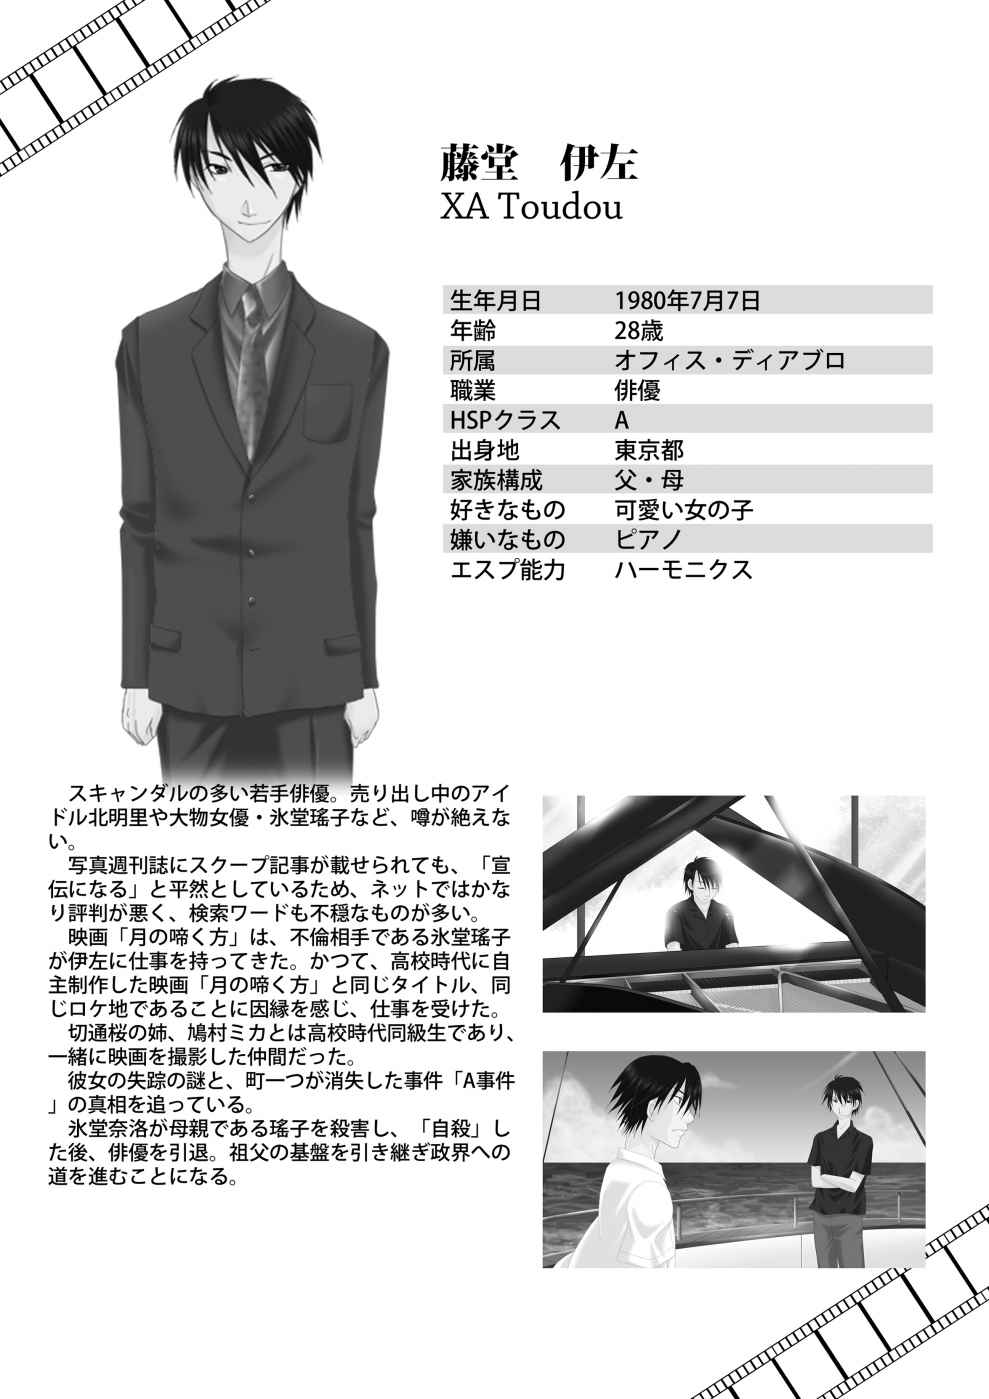 藤堂　伊左
XA Toudou
生年月日　1980年7月7日
年齢　28歳
所属　オフィス・ディアブロ
職業　俳優
HSPクラス　A
出身地　東京都
家族構成　父・母
好きなもの　可愛い女の子
嫌いなもの　ピアノ
エスプ能力　ハーモニクス
　スキャンダルの多い若手俳優。売り出し中のアイ
ドル北明里や大物女優・氷堂瑤子など、噂が絶えな
い。
　写真週刊誌にスクープ記事が載せられても、「宣
伝になる」と平然としているため、ネットではかな
り評判が悪く、検索ワードも不穏なものが多い。
　映画「月の啼く方」は、不倫相手である氷堂瑤子
が伊左に仕事を持ってきた。かつて、高校時代に自
主制作した映画「月の啼く方」と同じタイトル、同
じロケ地であることに因縁を感じ、仕事を受けた。
　切通桜の姉、鳩村ミカとは高校時代同級生であり、
一緒に映画を撮影した仲間だった。
　彼女の失踪の謎と、町一つが消失した事件「A事件
」の真相を追っている。
　氷堂奈洛が母親である瑤子を殺害し、「自殺」し
た後、俳優を引退。祖父の基盤を引き継ぎ政界への
道を進むことになる。